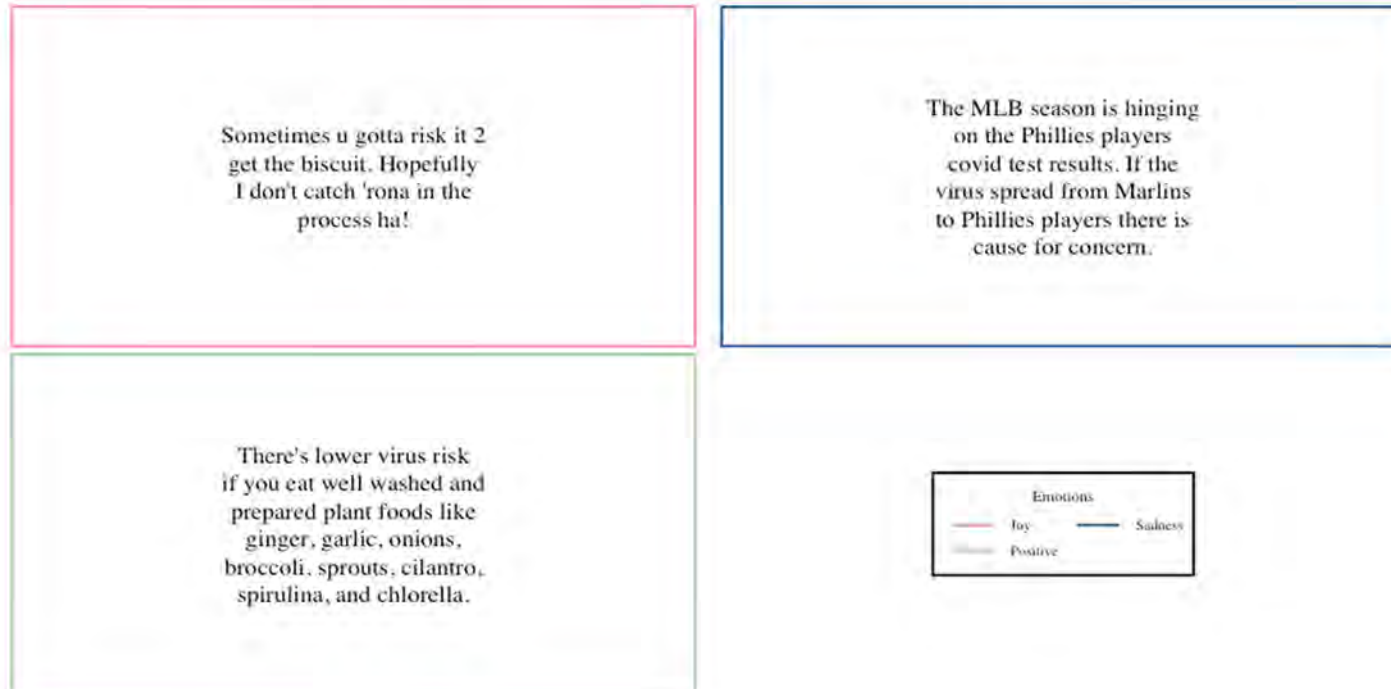 Sometimes u gotta risk it 2
get the biscuit. Hopefully
I don't catch 'rona in the
process ha!
The MLB season is hinging
on the Phillies players
covid test results. If the
virus spread from Marlins
to Phillies players there is
cause for concern.
There's lower virus risk
if you eat well washed and
prepared plant foods like
ginger, garlic, onions,
broccoli, sprouts, cilantro,
spirulina, and chlorella.
Emotions
Joy Sadness
Positive